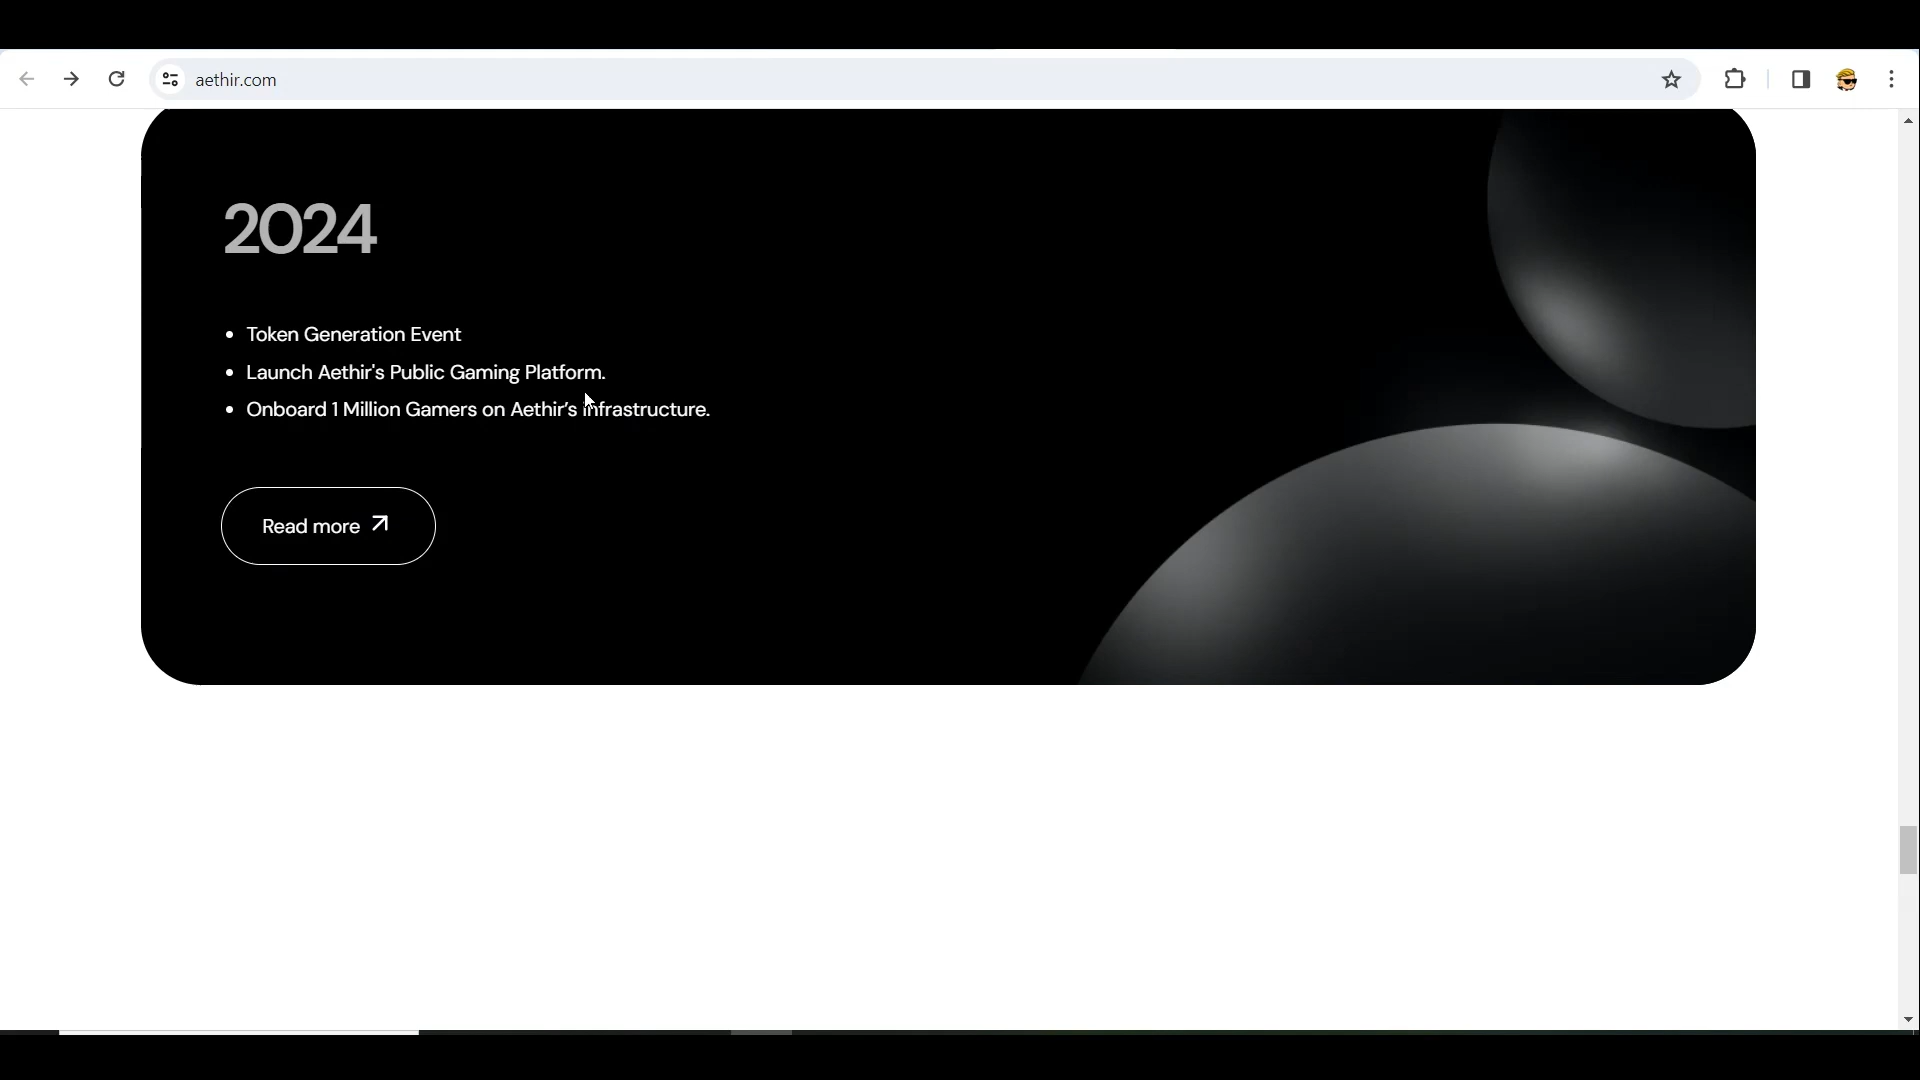 aethir.com
2024
Token Generation Event
Launch Aethir's Public Gaming Platform.
Onboard 1 Million Gamers on Aethir’s infrastructure.
Read more